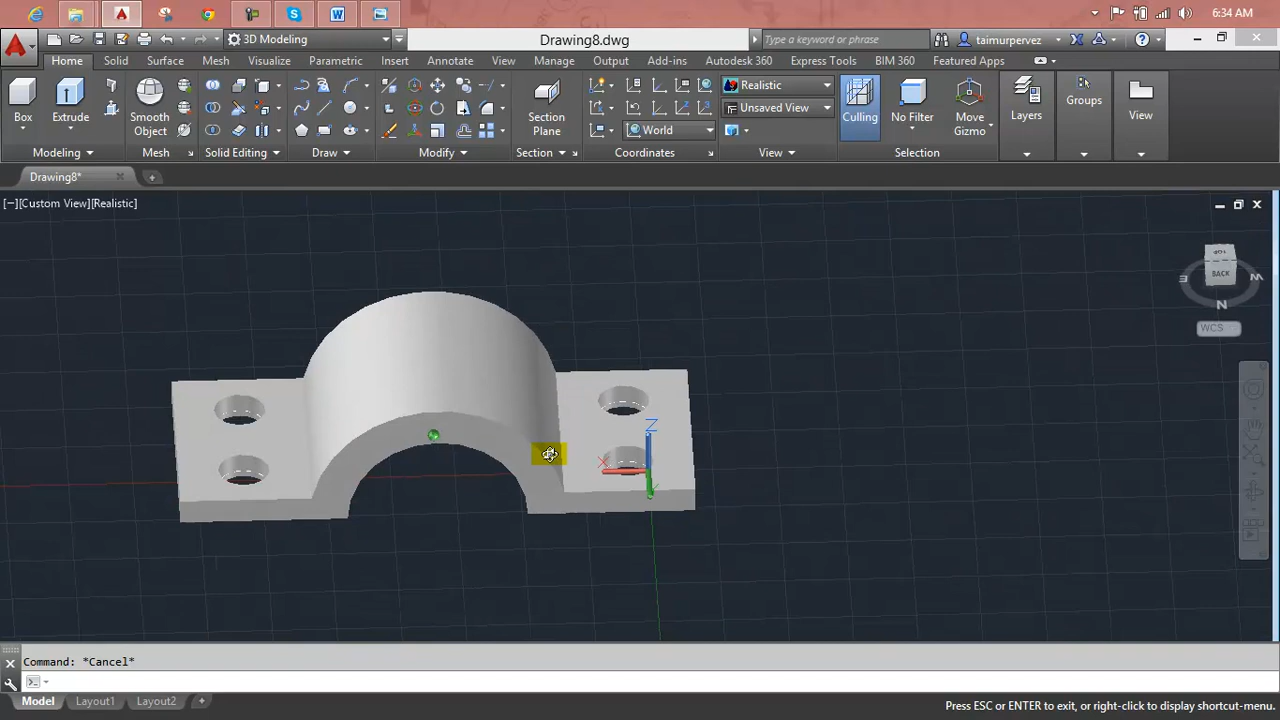 6:34 AM
3D Modeling
Drawing8.dwg
Type a keyword or phrase
taimurpervez
Home Solid Surface Mesh Visualize Parametric Insert Annotate View Manage Output Add-ins Autodesk 360 Express Tools BIM 360 Featured Apps
Box
Extrude
Smooth
Object
Section
Plane
World
Realistic
Unsaved View
Culling
No Filter
Move
Gizmo
Layers
Groups
View
Modeling
Mesh
Solid Editing
Draw
Modify
Section
Coordinates
View
Selection
Drawing8*
[−][Custom View][Realistic]
TOP
BACK
E
W
N
WCS
Z
X
Y
Command: *Cancel*
Model Layout1 Layout2
Press ESC or ENTER to exit, or right-click to display shortcut-menu.